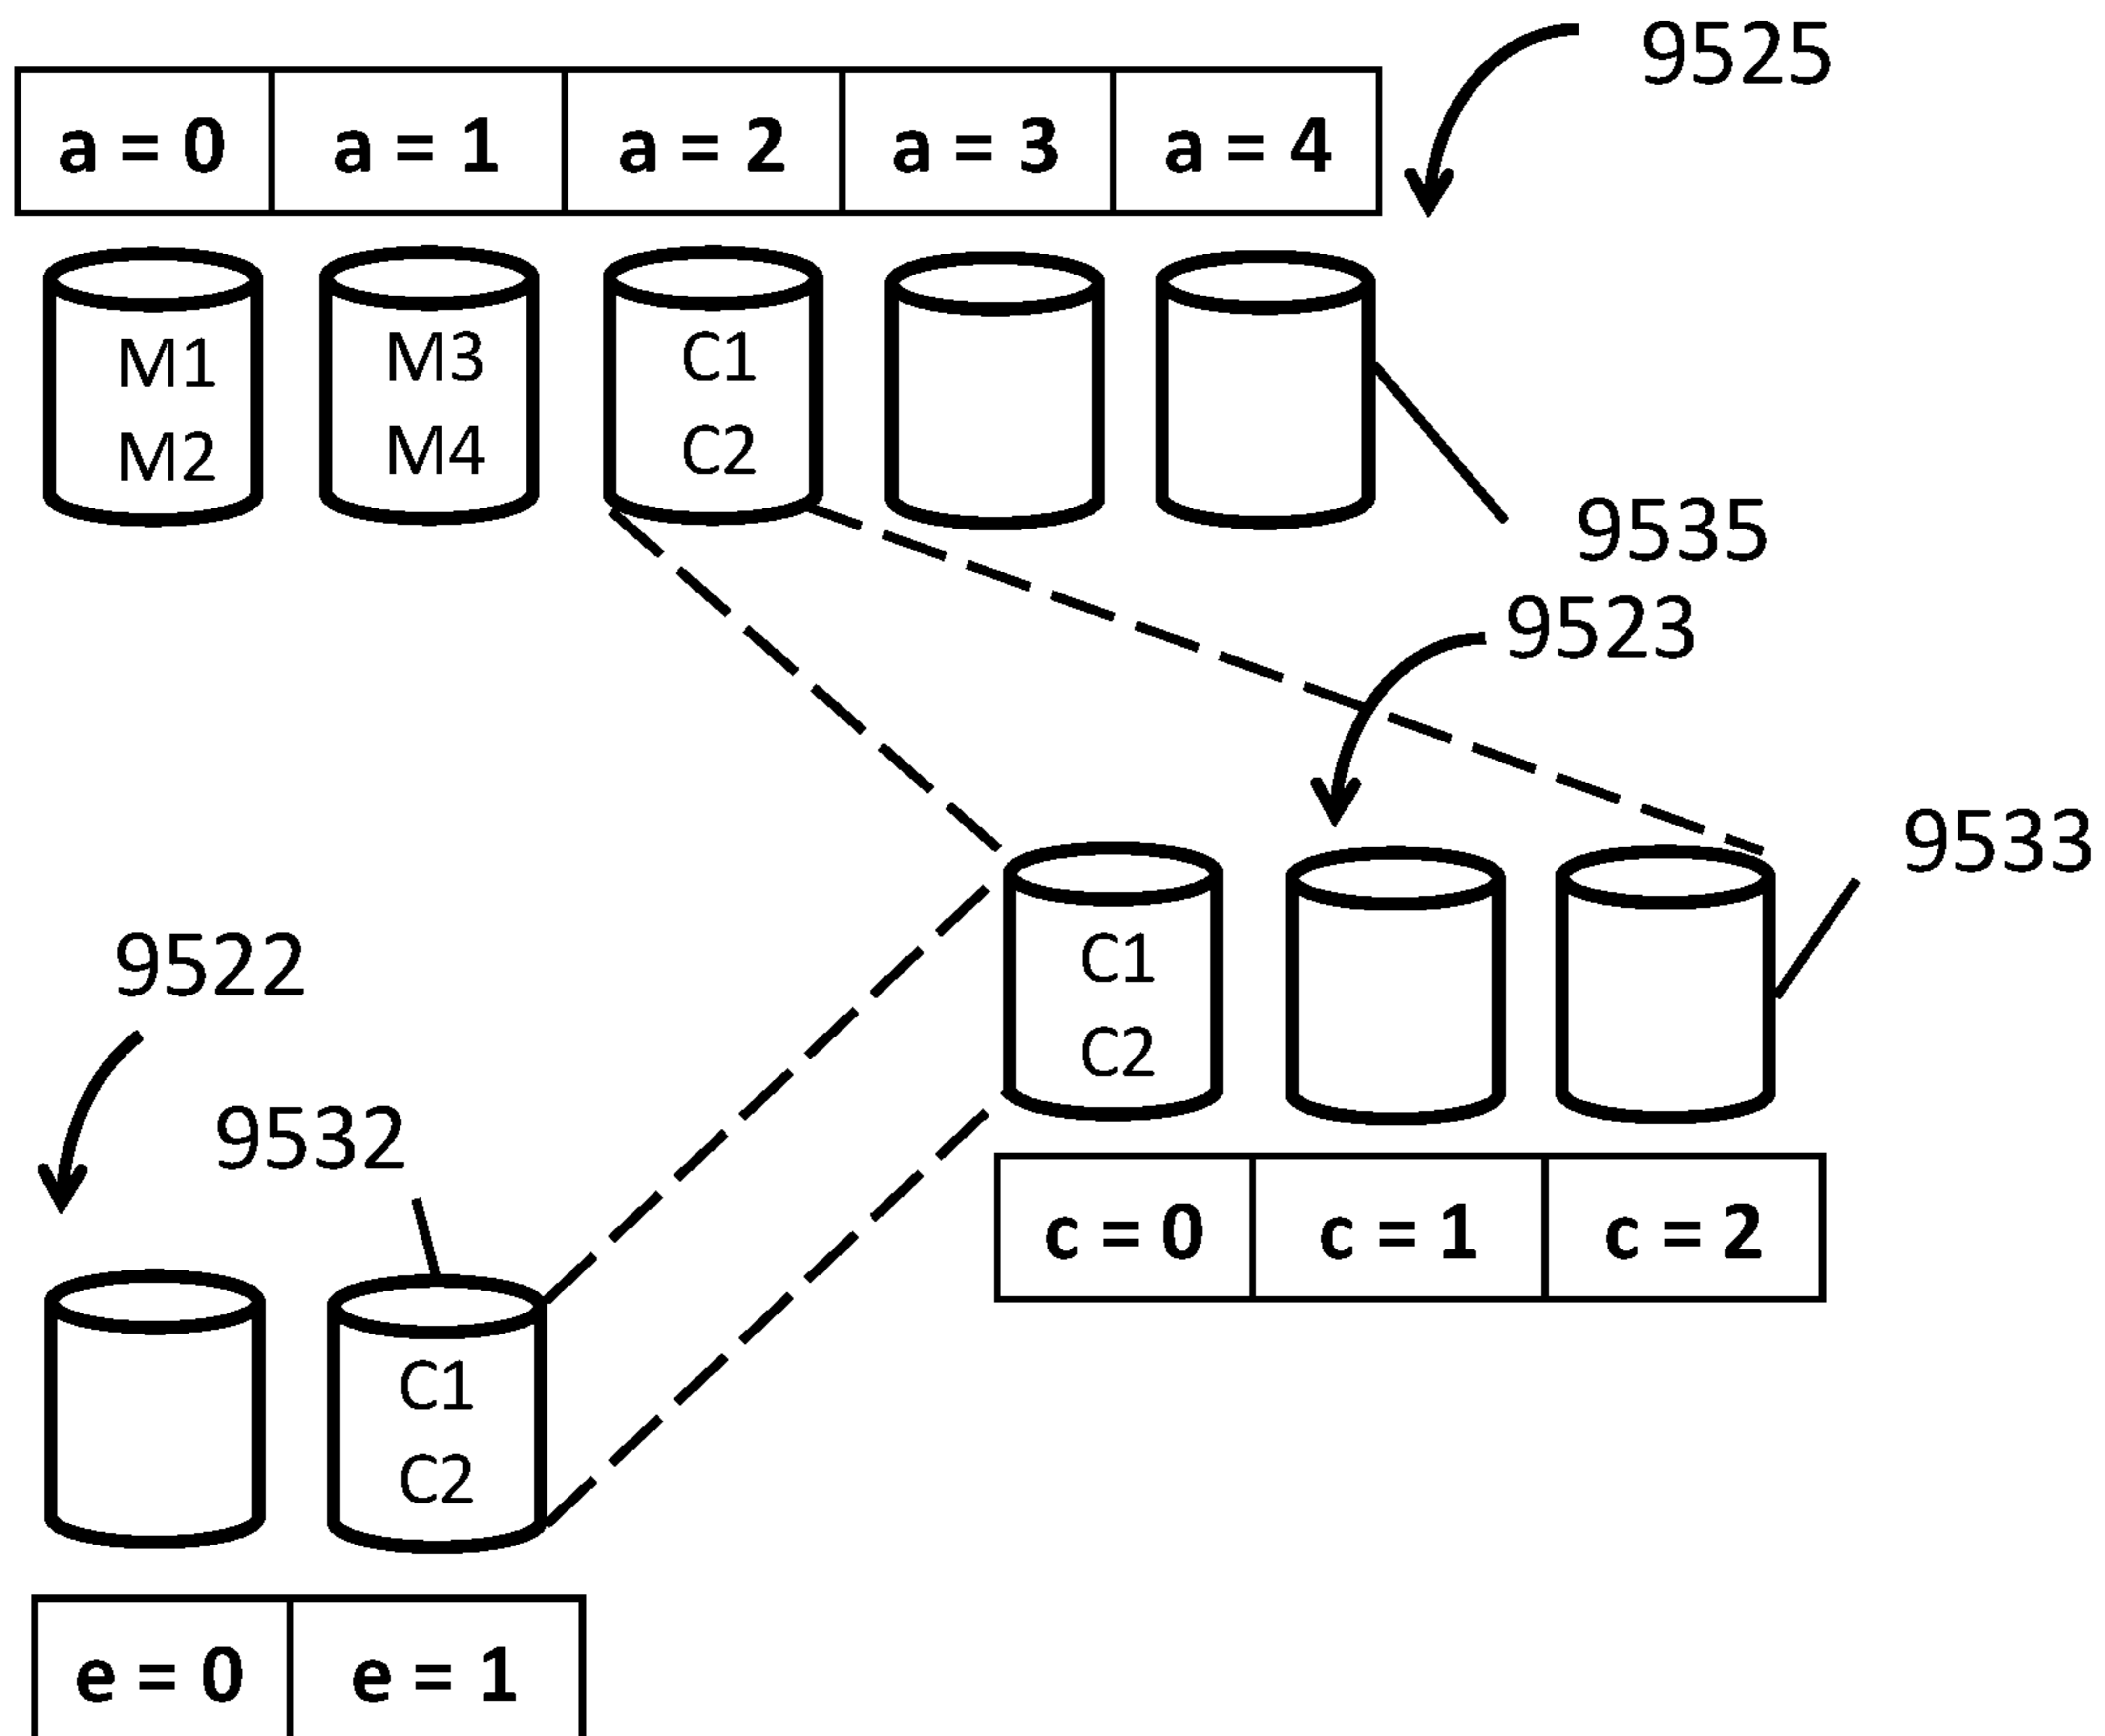 9525
a = 0 a = 1 a = 2 a = 3 a = 4
M1 M3 C1
M2 M4 C2
9535
9523
9533
9522
C1
C2
9532
c = 0 c = 1 c = 2
C1
C2
e = 0 e = 1